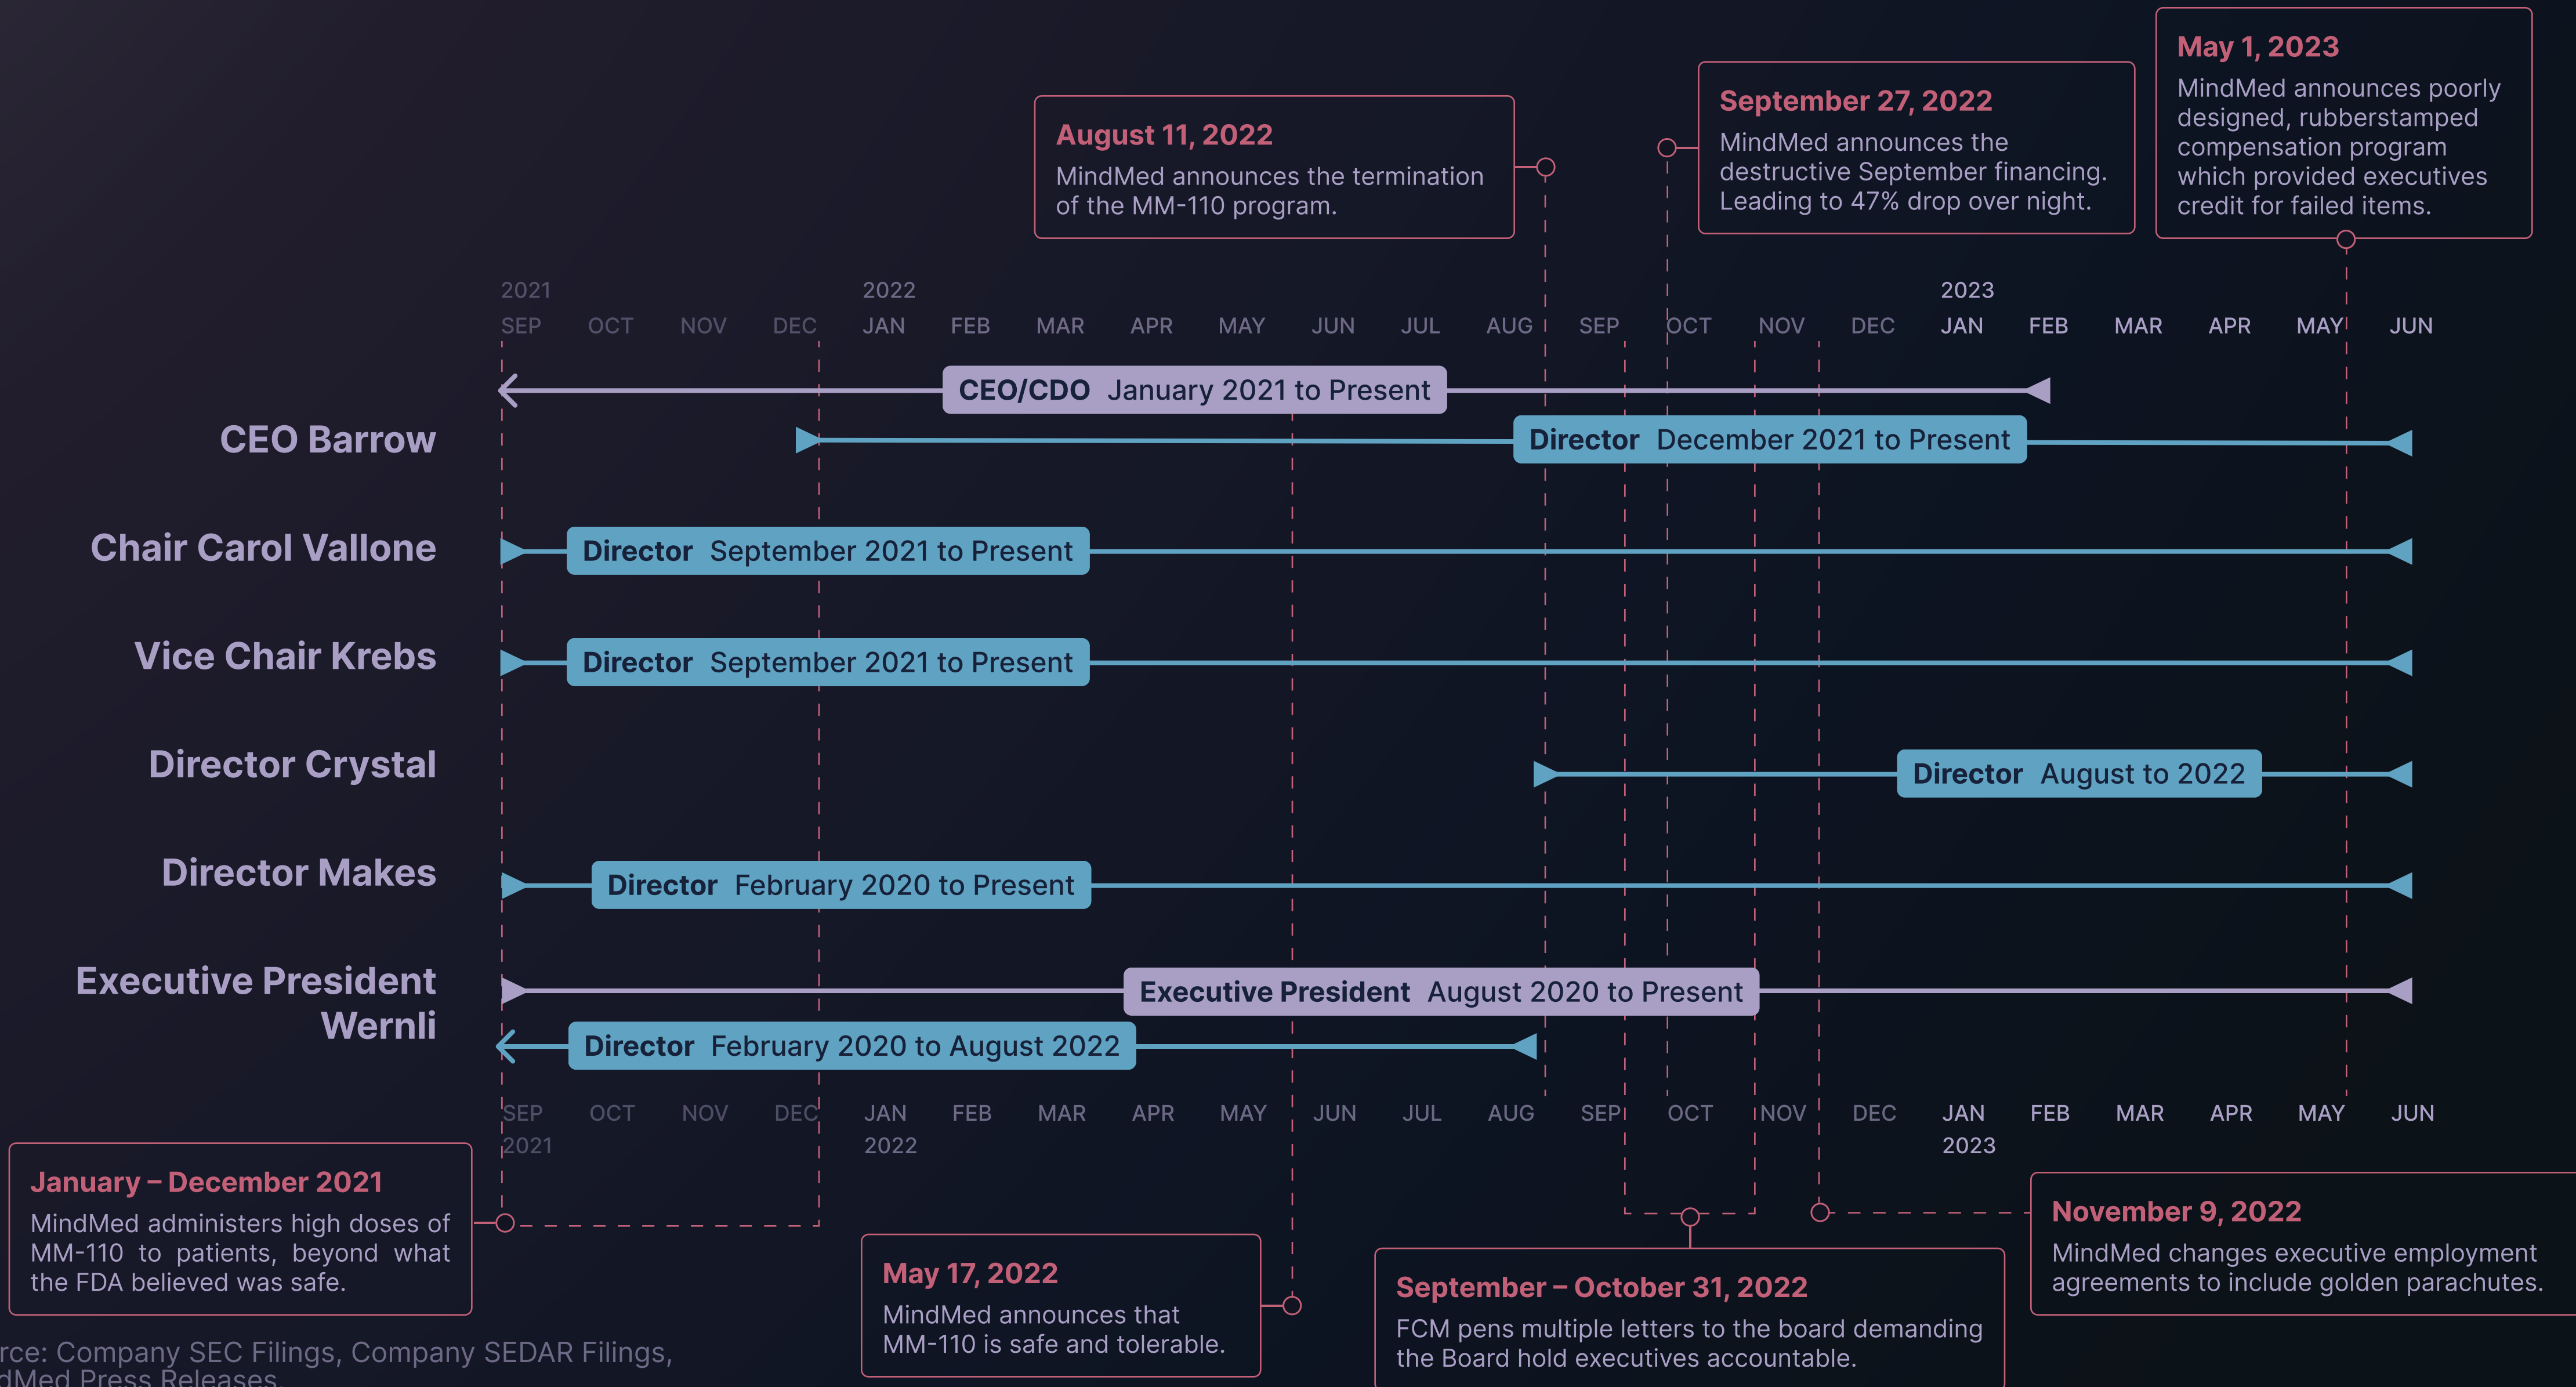 May 1, 2023
MindMed announces poorly
designed, rubberstamped
compensation program
which provided executives
credit for failed items.
September 27, 2022
MindMed announces the
destructive September financing.
Leading to 47% drop over night.
August 11, 2022
MindMed announces the termination
of the MM-110 program.
2021 2022 2023
SEP OCT NOV DEC JAN FEB MAR APR MAY JUN JUL AUG SEP OCT NOV DEC JAN FEB MAR APR MAY JUN
CEO/CDO January 2021 to Present
CEO Barrow
Director December 2021 to Present
Chair Carol Vallone
Director September 2021 to Present
Vice Chair Krebs
Director September 2021 to Present
Director Crystal
Director August to 2022
Director Makes
Director February 2020 to Present
Executive President
Wernli
Executive President August 2020 to Present
Director February 2020 to August 2022
SEP OCT NOV DEC JAN FEB MAR APR MAY JUN JUL AUG SEP OCT NOV DEC JAN FEB MAR APR MAY JUN
2021 2022 2023
January – December 2021
MindMed administers high doses of
MM-110 to patients, beyond what
the FDA believed was safe.
May 17, 2022
MindMed announces that
MM-110 is safe and tolerable.
September – October 31, 2022
FCM pens multiple letters to the board demanding
the Board hold executives accountable.
November 9, 2022
MindMed changes executive employment
agreements to include golden parachutes.
rce: Company SEC Filings, Company SEDAR Filings,
dMed Press Releases.